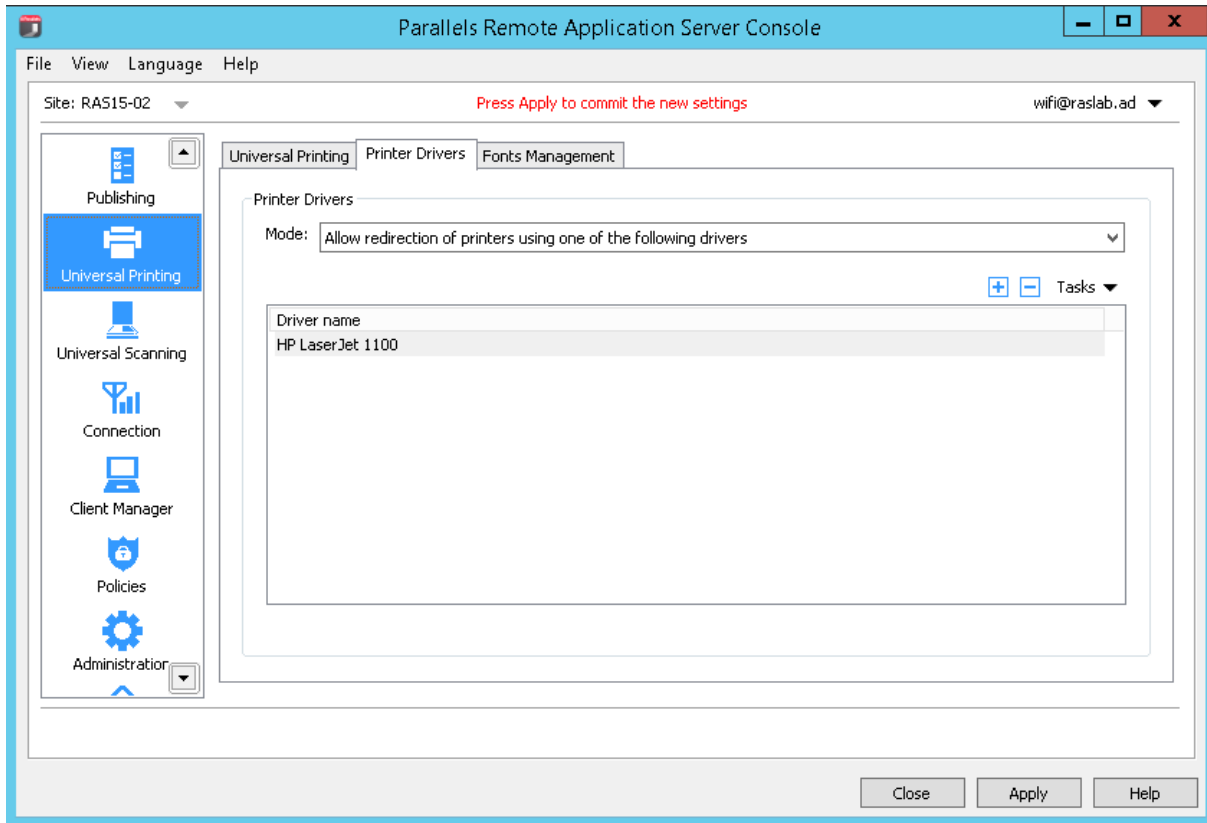 Parallels Remote Application Server Console
File View Language Help
Site: RAS15-02
Press Apply to commit the new settings
wifi@raslab.ad
Publishing
Universal Printing
Universal Scanning
Connection
Client Manager
Policies
Administration
Universal Printing Printer Drivers Fonts Management
Printer Drivers
Mode: Allow redirection of printers using one of the following drivers
Tasks
Driver name
HP LaserJet 1100
Close Apply Help